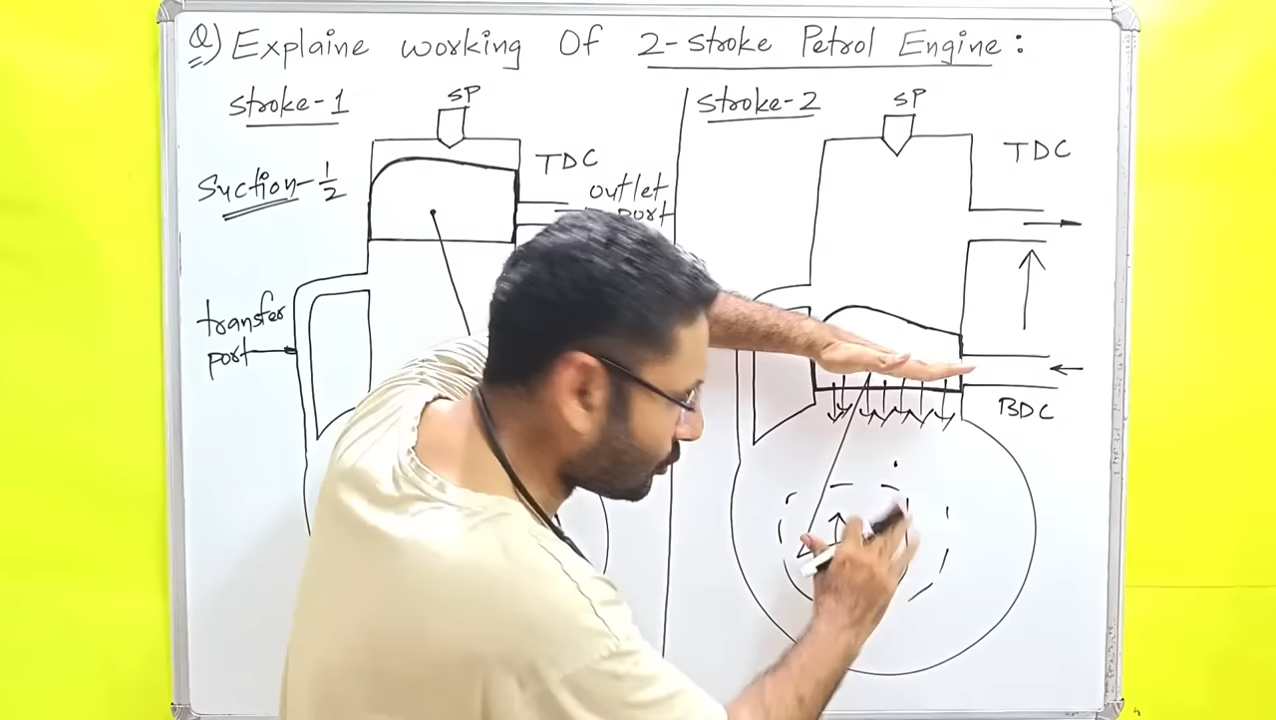 Q) Explaine working Of 2-stroke Petrol Engine:
stroke-1
SP
Suction-1/2
TDC
outlet
port
transfer
port
stroke-2
SP
TDC
BDC